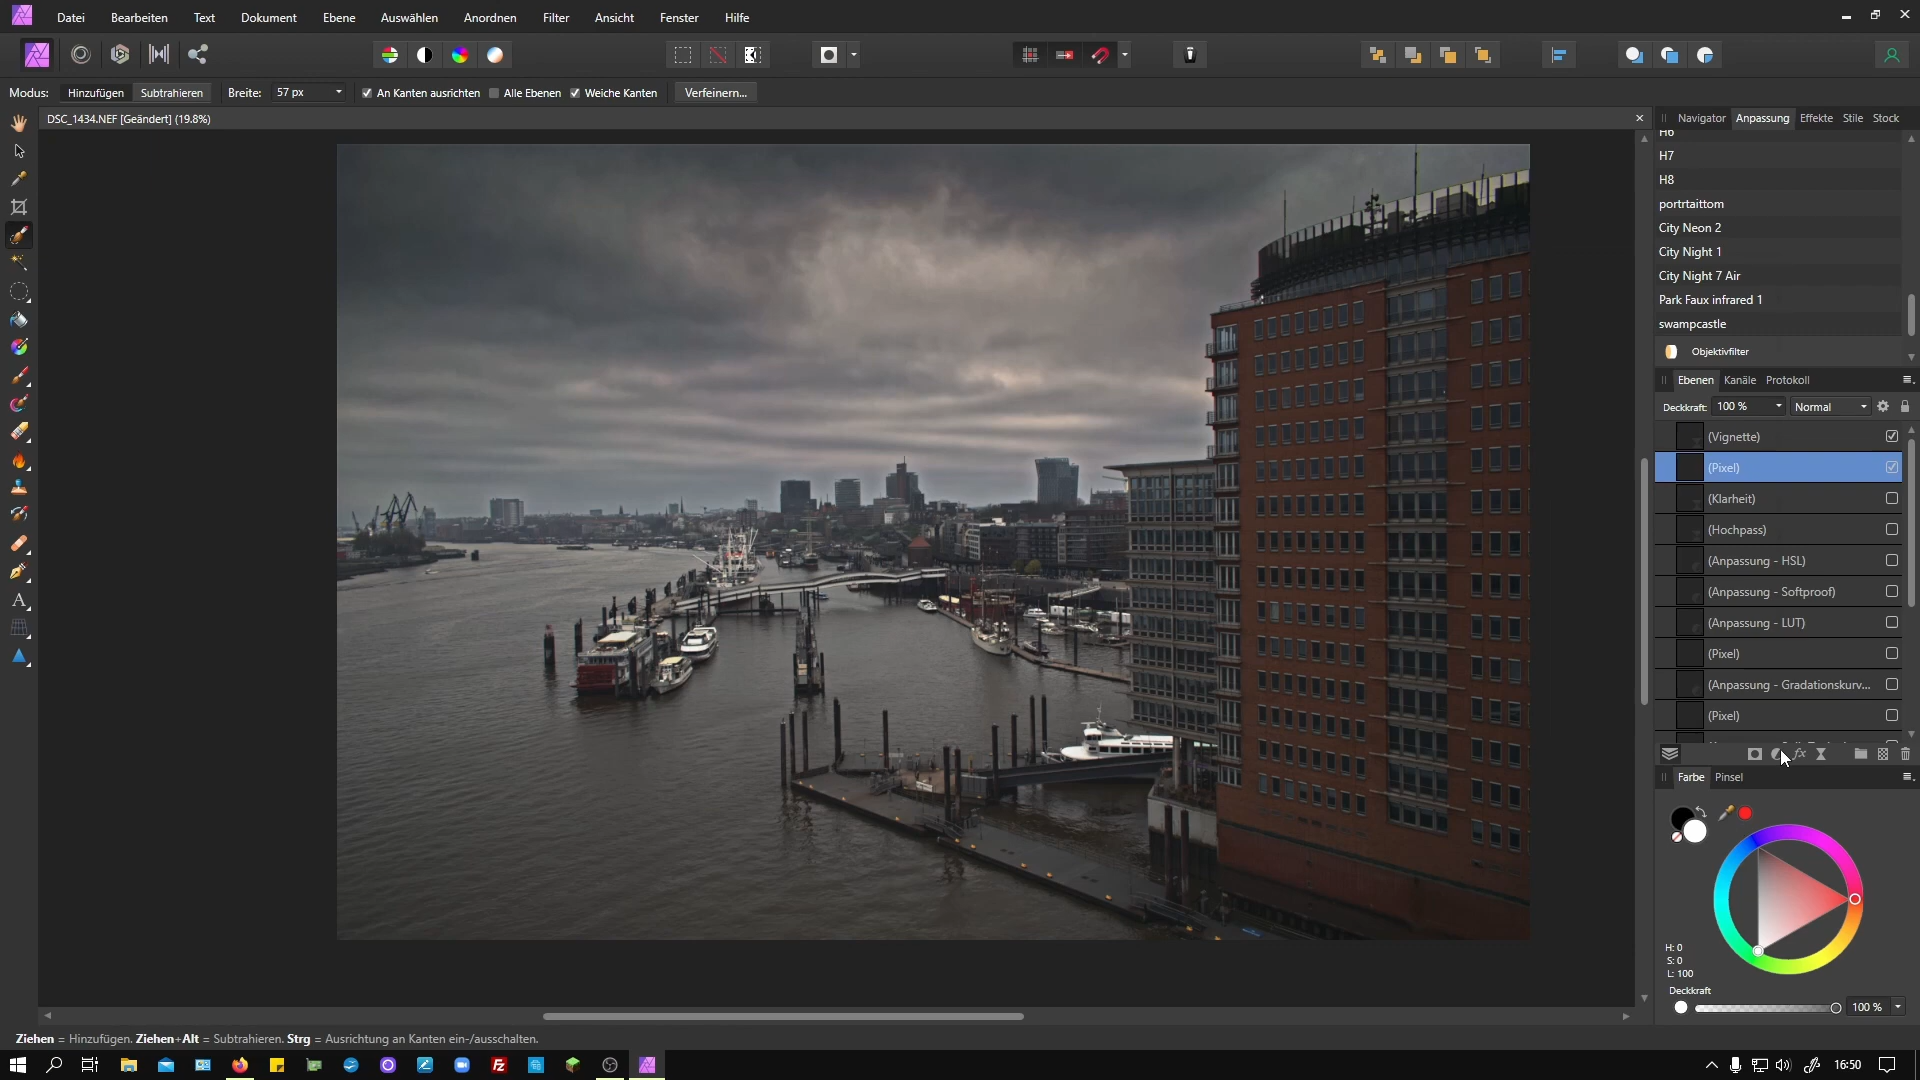 Datei Bearbeiten Text Dokument Ebene Auswählen Anordnen Filter Ansicht Fenster Hilfe
Modus: Hinzufügen Subtrahieren Breite: 57 px An Kanten ausrichten Alle Ebenen Weiche Kanten Verfeinern...
DSC_1434.NEF [Geändert] (19.8%)
Navigator Anpassung Effekte Stile Stock
H6
H7
H8
portrtaittom
City Neon 2
City Night 1
City Night 7 Air
Park Faux infrared 1
swampcastle
Objektivfilter
Ebenen Kanäle Protokoll
Deckkraft: 100 % Normal
(Vignette)
(Pixel)
(Klarheit)
(Hochpass)
(Anpassung - HSL)
(Anpassung - Softproof)
(Anpassung - LUT)
(Pixel)
(Anpassung - Gradationskurv...
(Pixel)
fx
Farbe Pinsel
H: 0
S: 0
L: 100
Deckkraft
100 %
Ziehen = Hinzufügen. Ziehen+Alt = Subtrahieren. Strg = Ausrichtung an Kanten ein-/ausschalten.
16:50